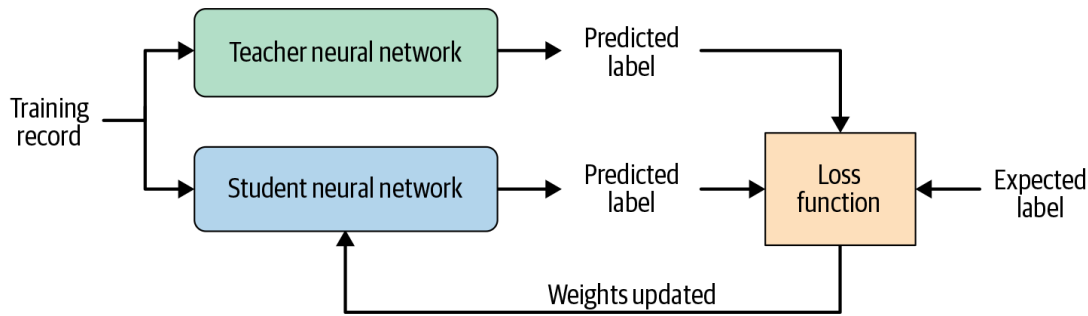 Teacher neural network
Predicted
label
Training
record
Student neural network
Predicted
label
Loss
function
Expected
label
Weights updated